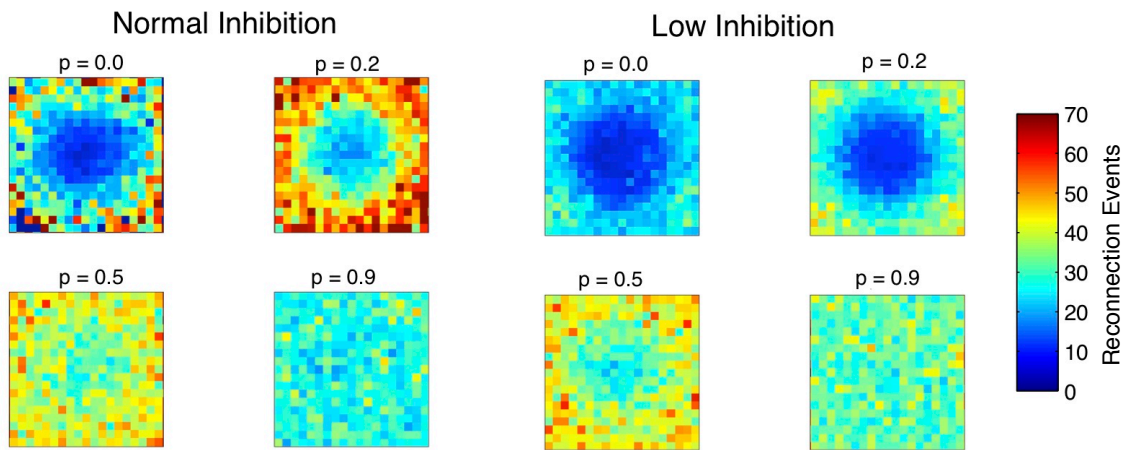 Normal Inhibition
Low Inhibition
p = 0.0
p = 0.2
p = 0.0
p = 0.2
p = 0.5
p = 0.9
p = 0.5
p = 0.9
70
60
50
40
30
20
10
0
Reconnection Events